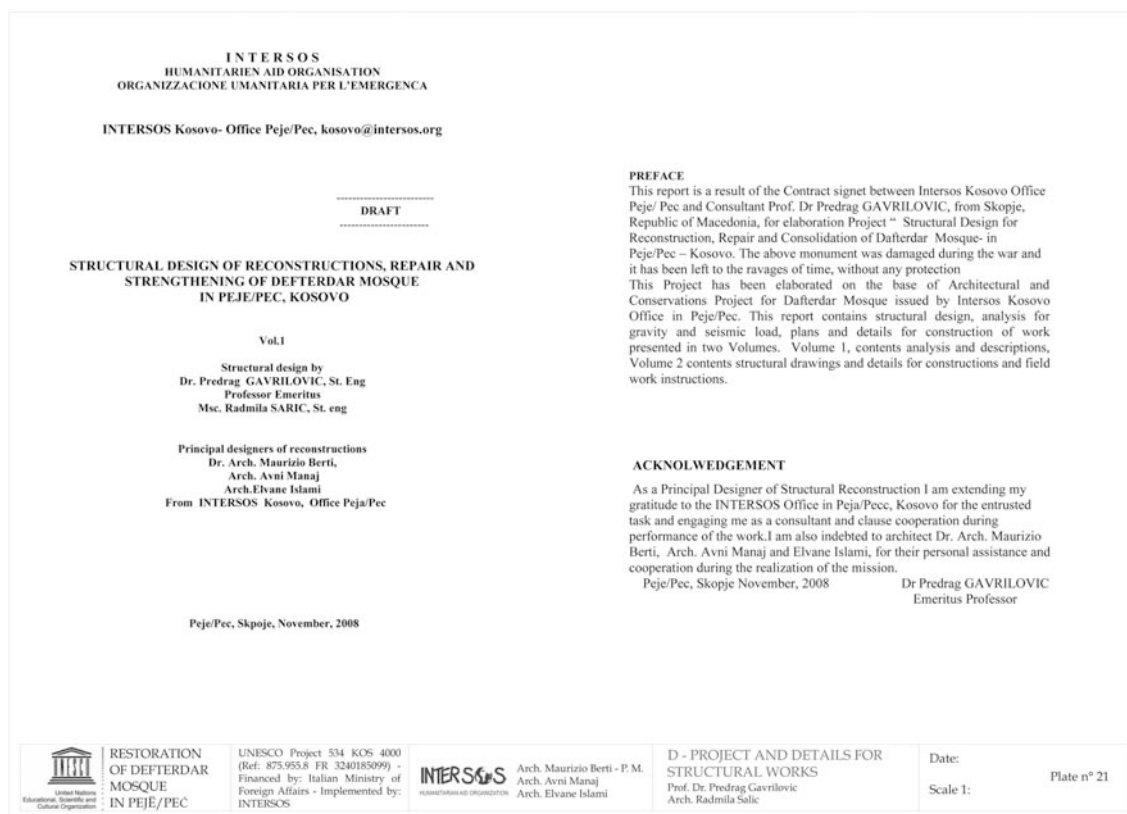 I N T E R S O S
HUMANITARIEN AID ORGANISATION
ORGANIZZACIONE UMANITARIA PER L'EMERGENCA
INTERSOS Kosovo- Office Peje/Pec, kosovo@intersos.org
------------------------
DRAFT
----------------------
STRUCTURAL DESIGN OF RECONSTRUCTIONS, REPAIR AND
STRENGTHENING OF DEFTERDAR MOSQUE
IN PEJE/PEC, KOSOVO
Vol.1
Structural design by
Dr. Predrag GAVRILOVIC, St. Eng
Professor Emeritus
Msc. Radmila SARIC, St. eng
Principal designers of reconstructions
Dr. Arch. Maurizio Berti,
Arch. Avni Manaj
Arch.Elvane Islami
From INTERSOS Kosovo, Office Peja/Pec
Peje/Pec, Skpoje, November, 2008
PREFACE
This report is a result of the Contract signet between Intersos Kosovo Office
Peje/ Pec and Consultant Prof. Dr Predrag GAVRILOVIC, from Skopje,
Republic of Macedonia, for elaboration Project “ Structural Design for
Reconstruction, Repair and Consolidation of Dafterdar Mosque- in
Peje/Pec – Kosovo. The above monument was damaged during the war and
it has been left to the ravages of time, without any protection
This Project has been elaborated on the base of Architectural and
Conservations Project for Dafterdar Mosque issued by Intersos Kosovo
Office in Peje/Pec. This report contains structural design, analysis for
gravity and seismic load, plans and details for construction of work
presented in two Volumes. Volume 1, contents analysis and descriptions,
Volume 2 contents structural drawings and details for constructions and field
work instructions.
ACKNOLWEDGEMENT
As a Principal Designer of Structural Reconstruction I am extending my
gratitude to the INTERSOS Office in Peja/Pecc, Kosovo for the entrusted
task and engaging me as a consultant and clause cooperation during
performance of the work.I am also indebted to architect Dr. Arch. Maurizio
Berti, Arch. Avni Manaj and Elvane Islami, for their personal assistance and
cooperation during the realization of the mission.
Peje/Pec, Skopje November, 2008 Dr Predrag GAVRILOVIC
Emeritus Professor
United Nations
Educational, Scientific and
Cultural Organization
RESTORATION
OF DEFTERDAR
MOSQUE
IN PEJË/PEĆ
UNESCO Project 534 KOS 4000
(Ref: 875.955.8 FR 3240185099) -
Financed by: Italian Ministry of
Foreign Affairs - Implemented by:
INTERSOS
INTERSOS
HUMANITARIAN AID ORGANIZATION
Arch. Maurizio Berti - P. M.
Arch. Avni Manaj
Arch. Elvane Islami
D - PROJECT AND DETAILS FOR
STRUCTURAL WORKS
Prof. Dr. Predrag Gavrilovic
Arch. Radmila Salic
Date:
Scale 1:
Plate n° 21